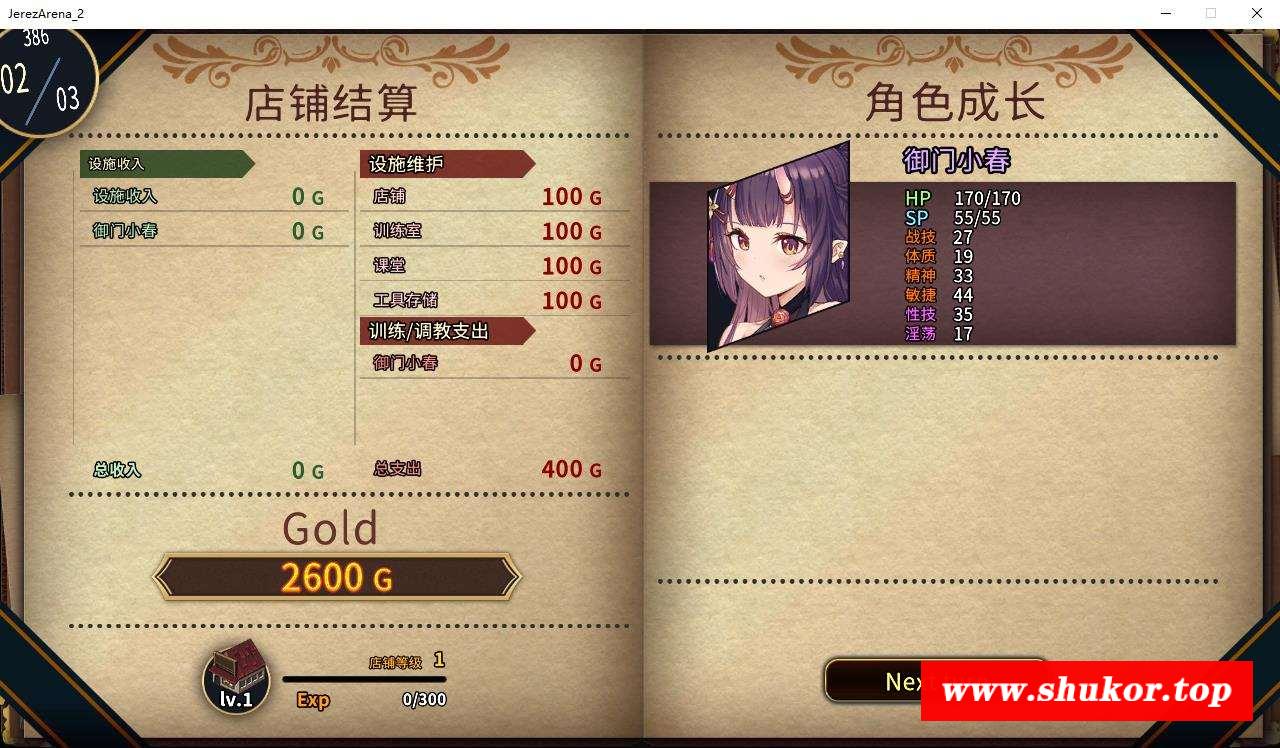 JerezArena_2
386
02
03
店铺结算
设施收入
设施收入 0 G
御门小春 0 G
设施维护
店铺 100 G
训练室 100 G
课堂 100 G
工具存储 100 G
训练/调教支出
御门小春 0 G
总收入 0 G
总支出 400 G
Gold
2600 G
lv.1
店铺等级 1
Exp 0/300
角色成长
御门小春
HP 170/170
SP 55/55
战技 27
体质 19
精神 33
敏捷 44
性技 35
淫荡 17
www.shukor.top